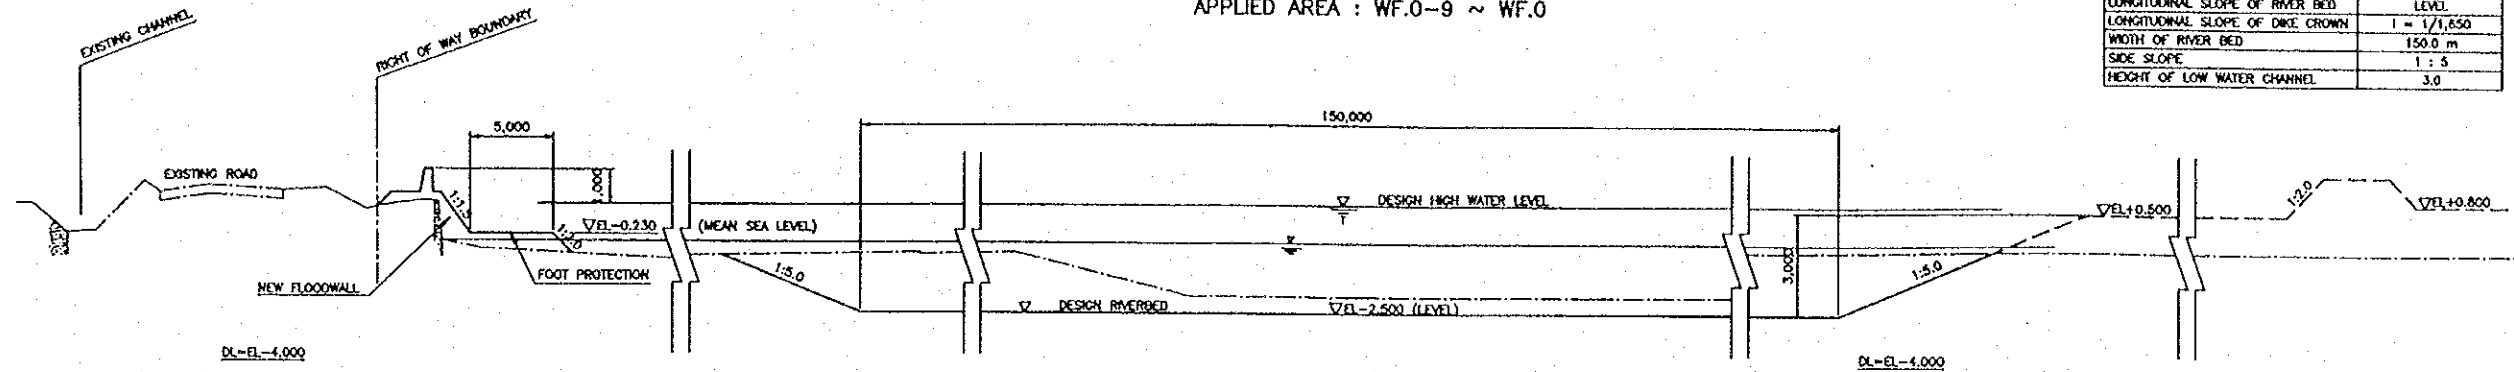 APPLIED AREA : WF.0-9 ~ WF.0
LONGITUDINAL SLOPE OF RIVER BED LEVEL
LONGITUDINAL SLOPE OF DIKE CROWN I = 1/1,650
WIDTH OF RIVER BED 150.0 m
SIDE SLOPE 1 : 5
HEIGHT OF LOW WATER CHANNEL 3.0
EXISTING CHANNEL
RIGHT OF WAY BOUNDARY
5,000
150,000
EXISTING ROAD
1:1.5
▽EL-0.230 (MEAN SEA LEVEL)
1:2.0
DESIGN HIGH WATER LEVEL
▽EL+0.500
1:2.0
▽EL+0.800
NEW FLOODWALL
FOOT PROTECTION
1:5.0
3,000
1:5.0
DESIGN RIVERBED
▽EL-2.500 (LEVEL)
DL=EL-4.000
DL=EL-4.000